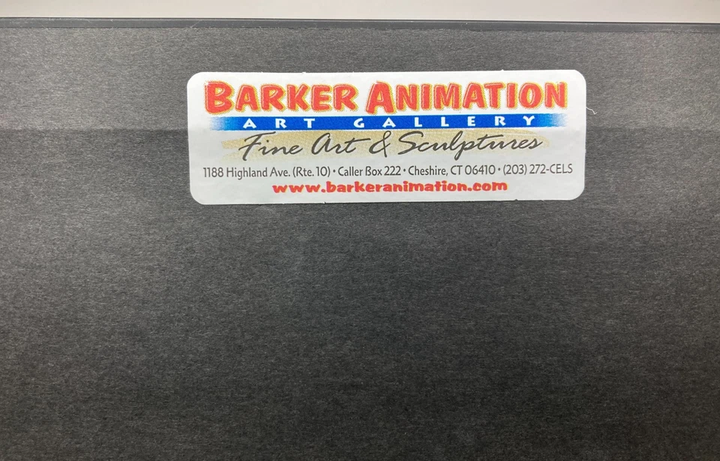 BARKER ANIMATION
ART GALLERY
Fine Art & Sculptures
1188 Highland Ave. (Rte. 10) • Caller Box 222 • Cheshire, CT 06410 • (203) 272-CELS
www.barkeranimation.com